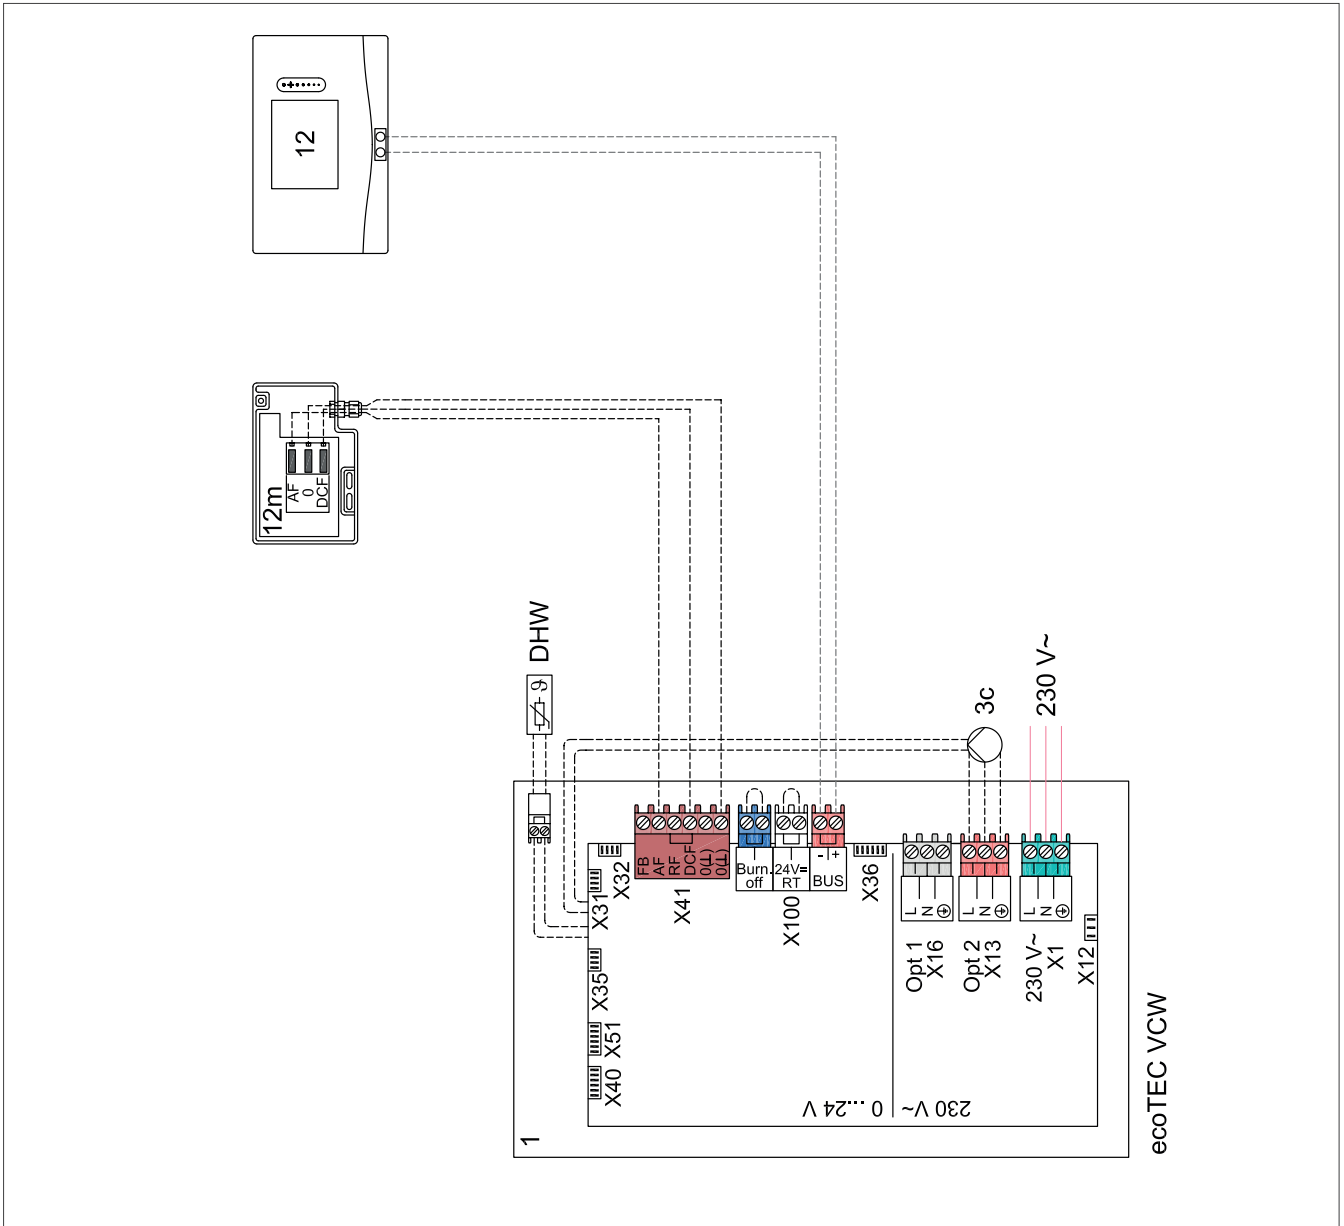 12
12m
AF
0
DCF
DHW
ϑ
3c
230 V~
X32
X31
X35
X51
X40
FB
AF
RF
DCF
0(⊥)
0(⊥)
X41
Burn.
off
24V=
RT
X100
- +
BUS
X36
L
N
Opt 1
X16
L
N
Opt 2
X13
L
N
230 V~
X1
X12
0...24 V
230 V~
1
ecoTEC VCW